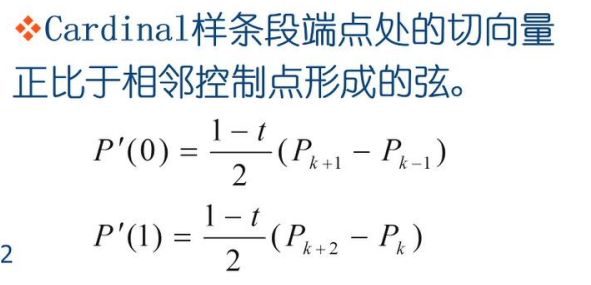 ❖Cardinal样条段端点处的切向量
正比于相邻控制点形成的弦。
P′(0) = \frac{1-t}{2}(P_{k+1} − P_{k−1})
P′(1) = \frac{1-t}{2}(P_{k+2} − P_k)
2